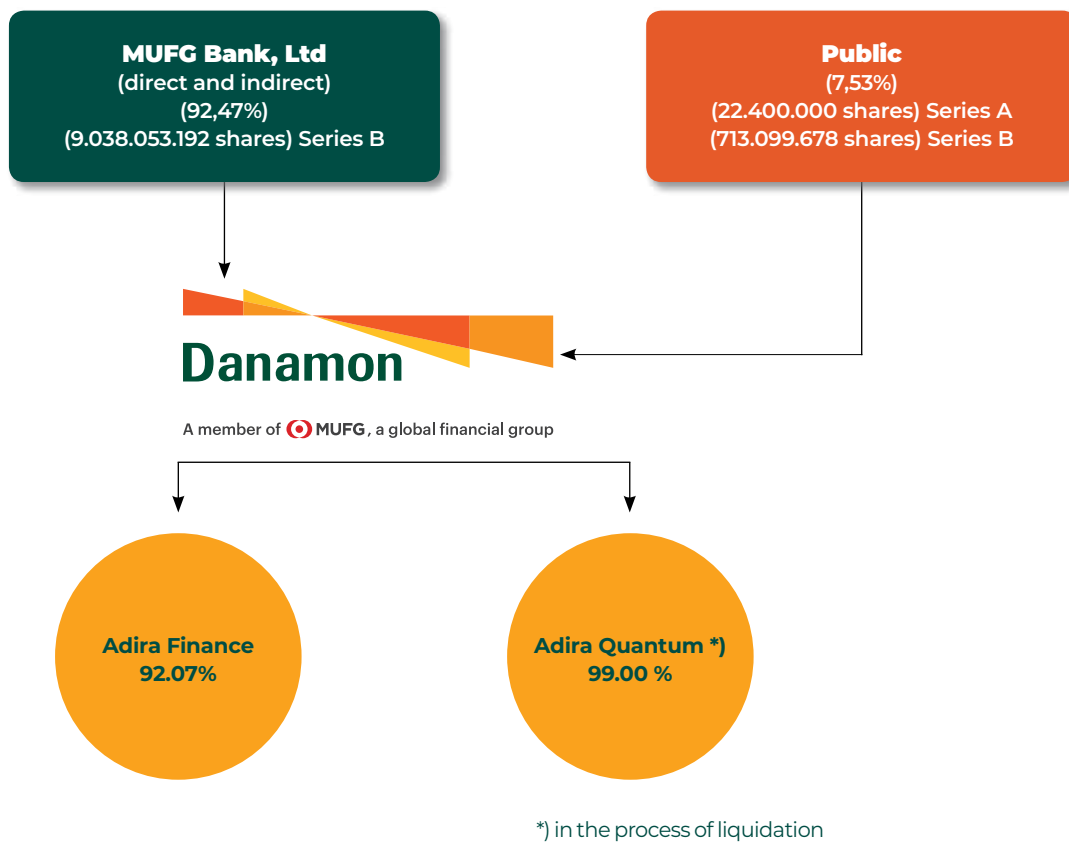 MUFG Bank, Ltd
(direct and indirect)
(92,47%)
(9.038.053.192 shares) Series B
Public
(7,53%)
(22.400.000 shares) Series A
(713.099.678 shares) Series B
Danamon
A member of MUFG, a global financial group
Adira Finance
92.07%
Adira Quantum *)
99.00 %
*) in the process of liquidation